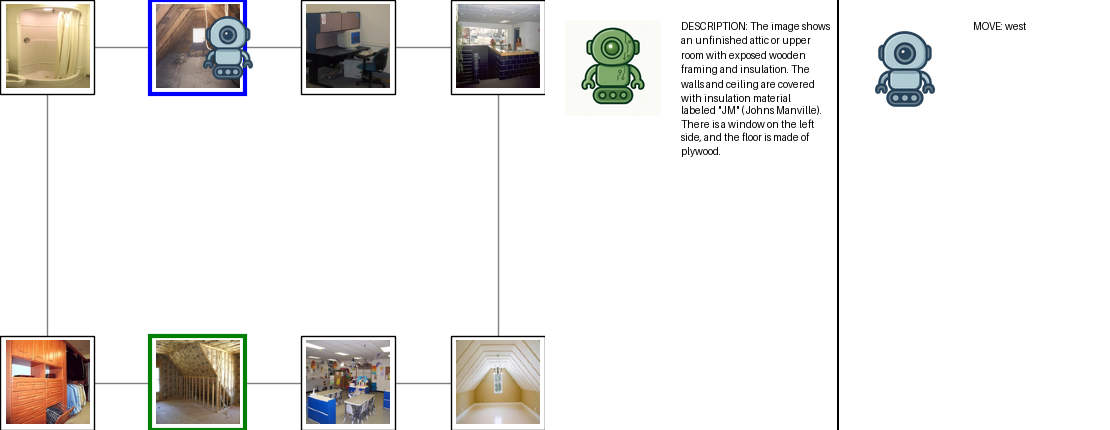 DESCRIPTION: The image shows
an unfinished attic or upper
room with exposed wooden
framing and insulation. The
walls and ceiling are covered
with insulation material
labeled "JM" (Johns Manville).
There is a window on the left
side, and the floor is made of
plywood.
MOVE: west